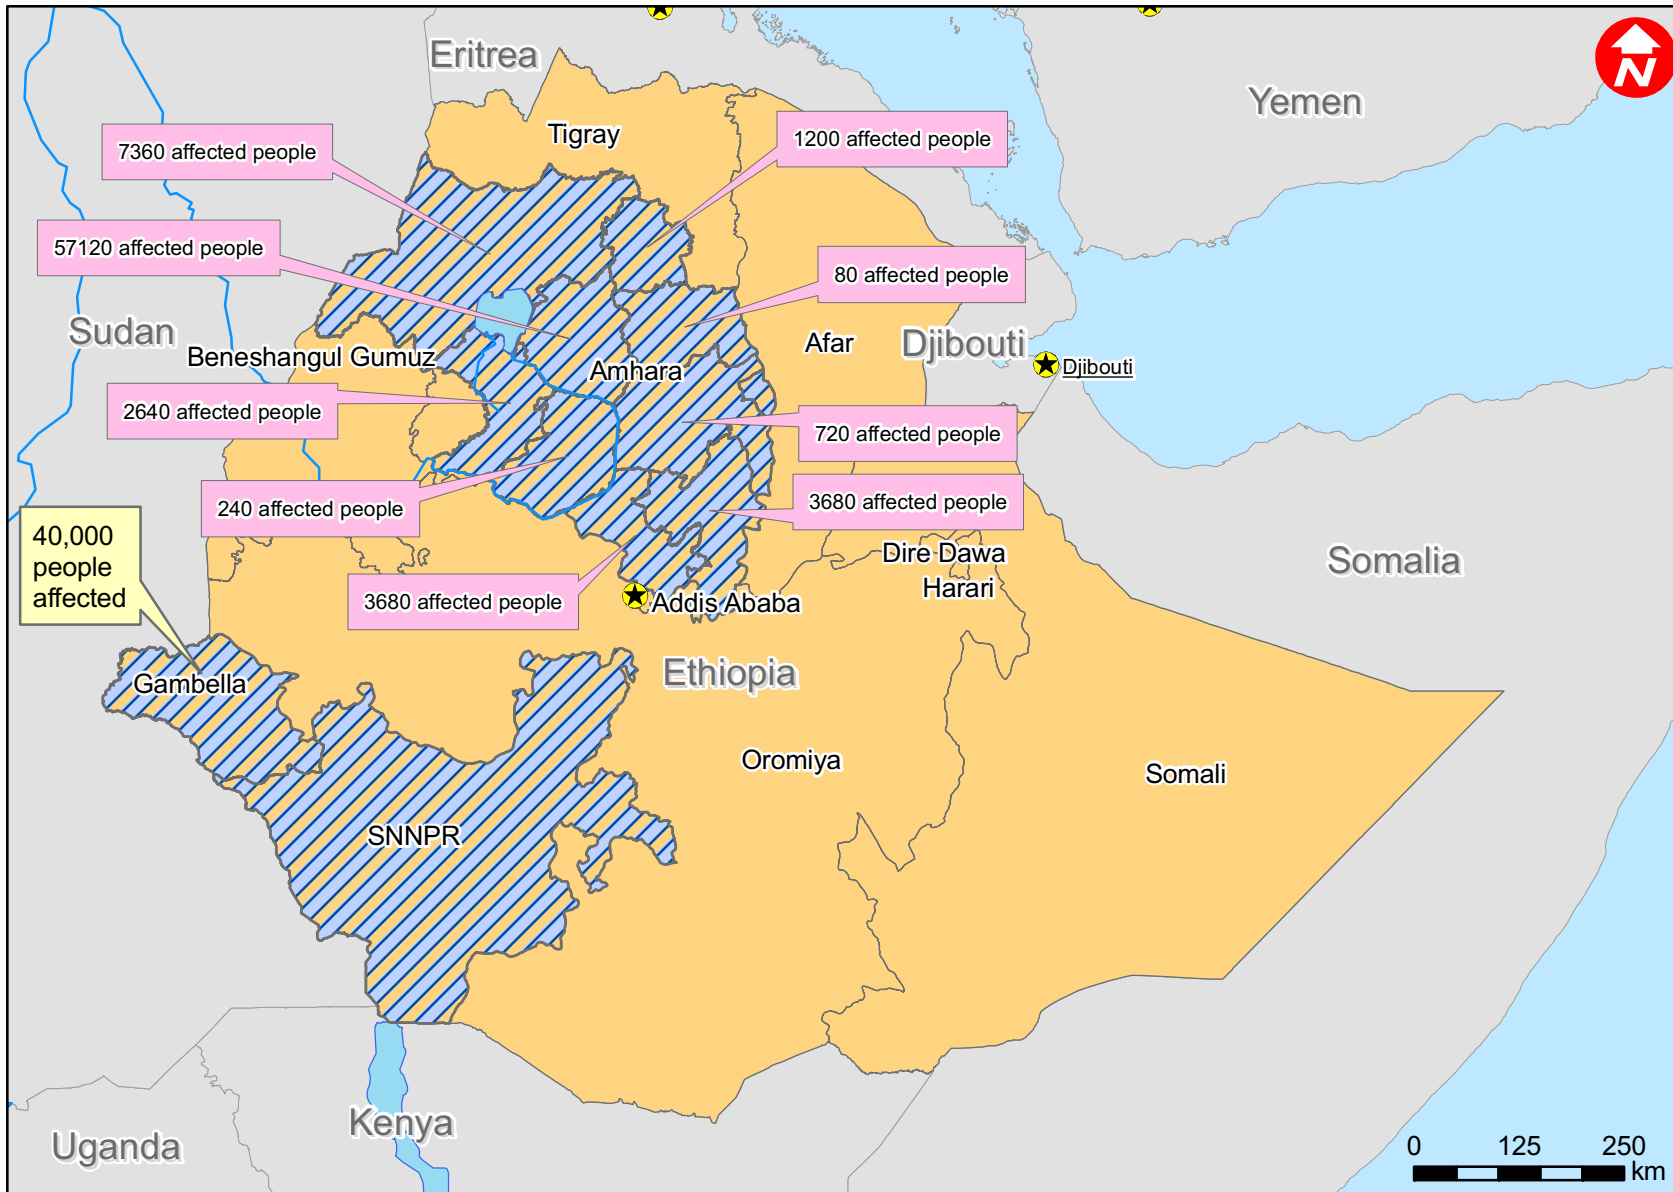 Eritrea
N
Yemen
Tigray
7360 affected people
1200 affected people
57120 affected people
80 affected people
Sudan
Beneshangul Gumuz
Afar
Djibouti
Djibouti
Amhara
2640 affected people
720 affected people
240 affected people
3680 affected people
40,000
people
affected
Dire Dawa
Harari
Somalia
3680 affected people
Addis Ababa
Gambella
Ethiopia
Oromiya
Somali
SNNPR
Kenya
Uganda
0 125 250
km